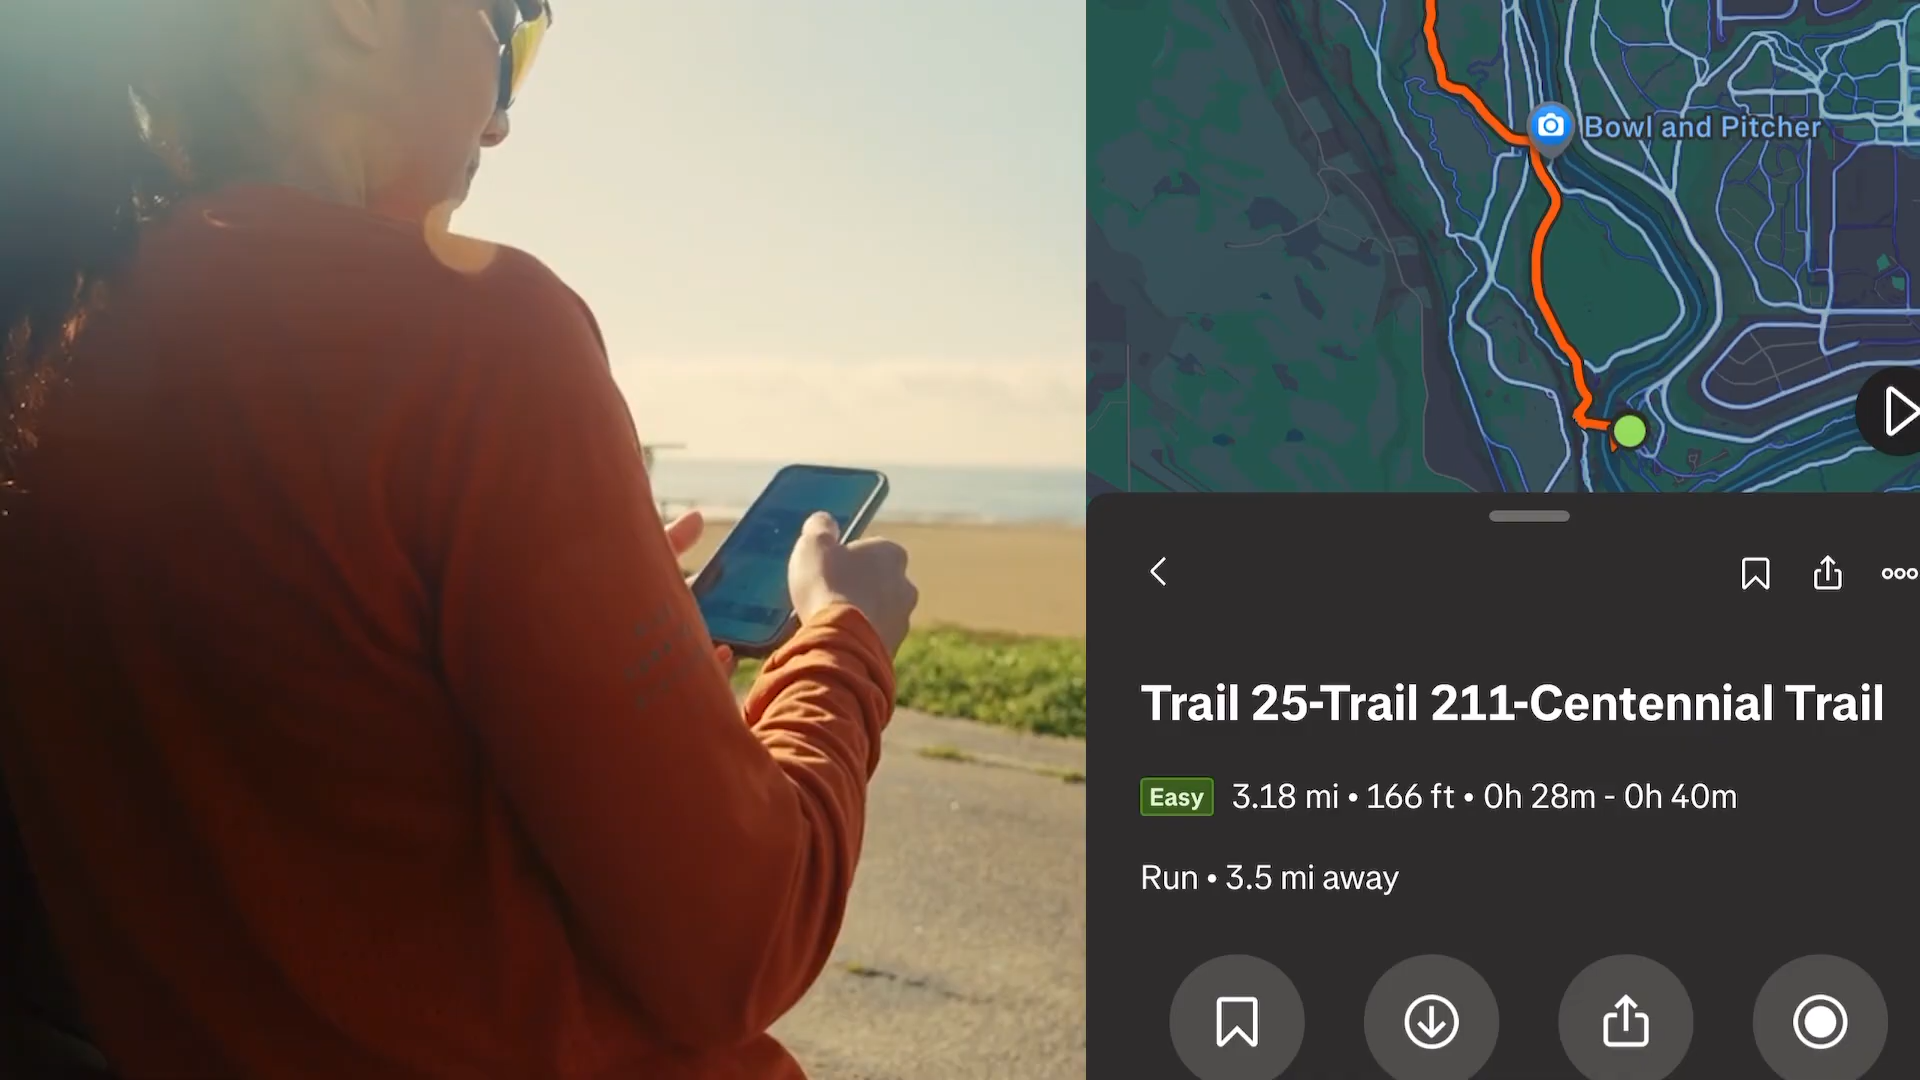 Bowl and Pitcher
Trail 25-Trail 211-Centennial Trail
Easy 3.18 mi • 166 ft • 0h 28m - 0h 40m
Run • 3.5 mi away